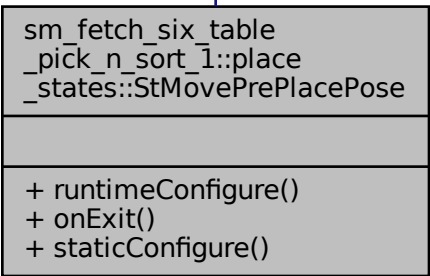 sm_fetch_six_table
_pick_n_sort_1::place
_states::StMovePrePlacePose
+ runtimeConfigure()
+ onExit()
+ staticConfigure()